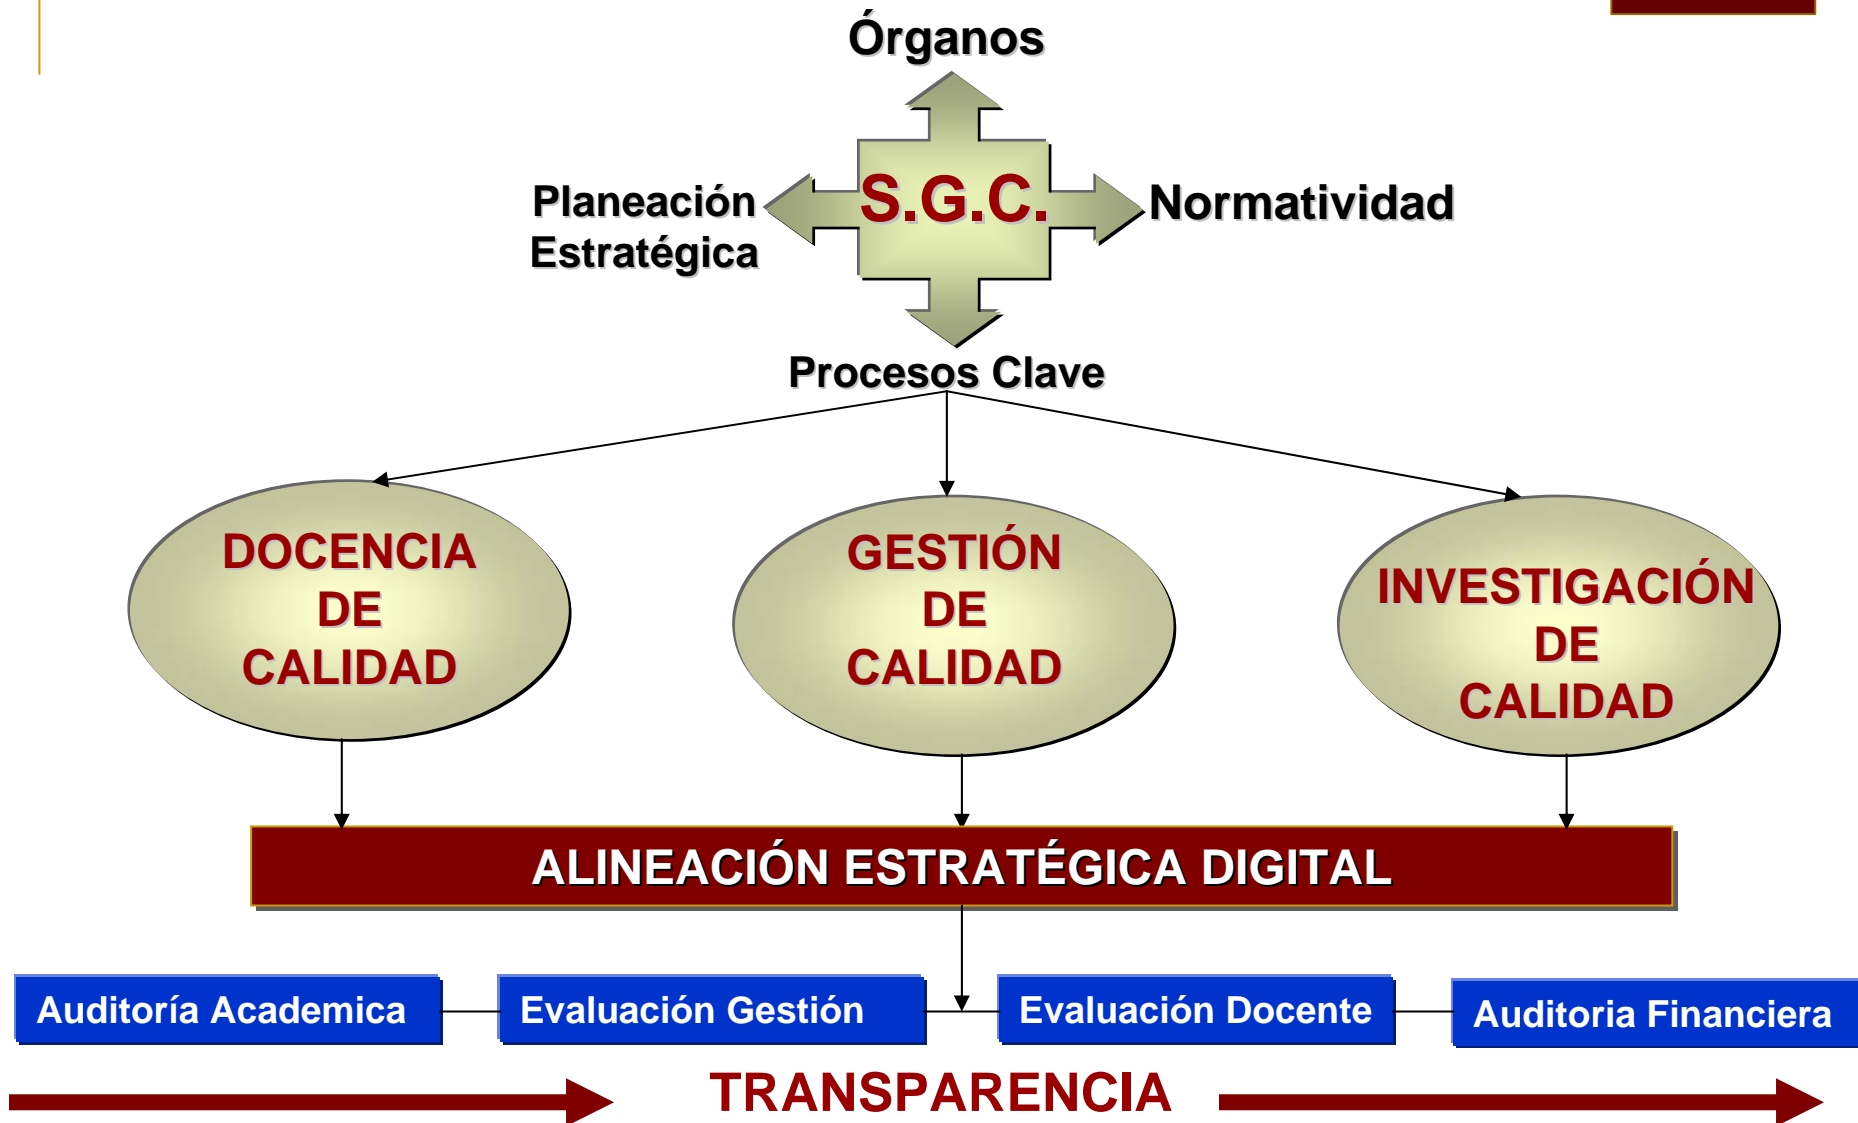 Órganos
Planeación
Estratégica
S.G.C.
Normatividad
Procesos Clave
DOCENCIA
DE
CALIDAD
GESTIÓN
DE
CALIDAD
INVESTIGACIÓN
DE
CALIDAD
ALINEACIÓN ESTRATÉGICA DIGITAL
Auditoría Academica
Evaluación Gestión
Evaluación Docente
Auditoria Financiera
TRANSPARENCIA